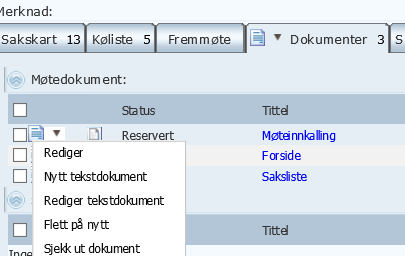 Merknad:
Sakskart 13 Køliste 5 Fremmøte Dokumenter 3 S
Møtedokument:
Status Tittel
Reservert Møteinnkalling
Rediger Forside
Nytt tekstdokument Saksliste
Rediger tekstdokument
Flett på nytt Tittel
Sjekk ut dokument